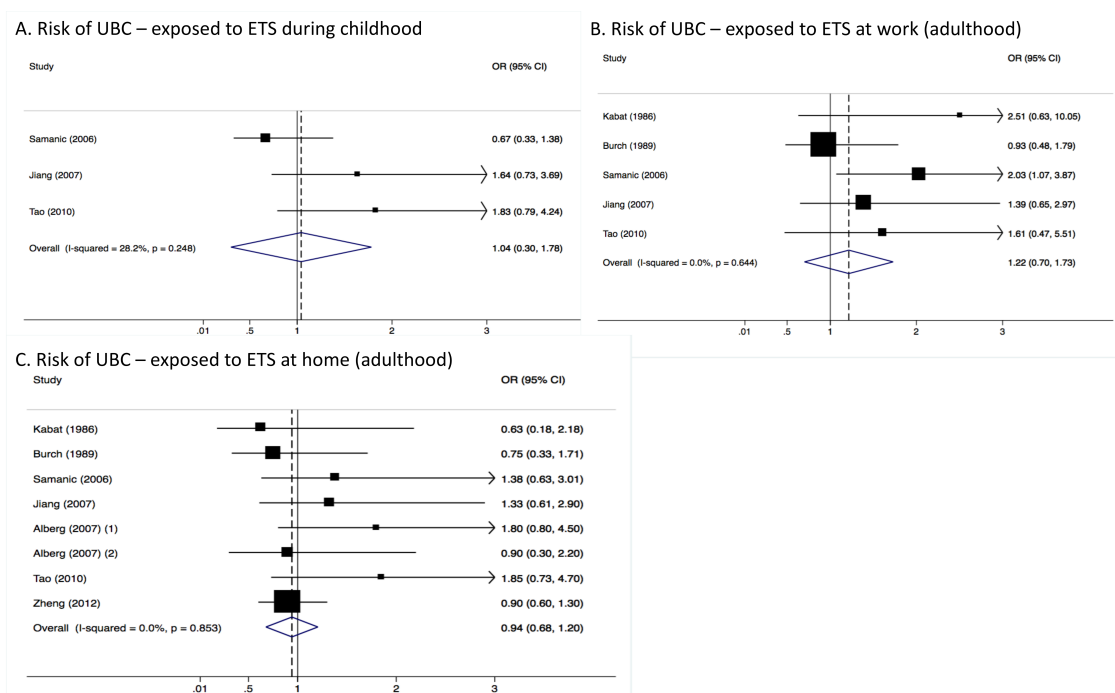 A. Risk of UBC – exposed to ETS during childhood
Study OR (95% CI)
Samanic (2006) 0.67 (0.33, 1.38)
Jiang (2007) 1.64 (0.73, 3.69)
Tao (2010) 1.83 (0.79, 4.24)
Overall (I-squared = 28.2%, p = 0.248) 1.04 (0.30, 1.78)
.01 .5 1 2 3
B. Risk of UBC – exposed to ETS at work (adulthood)
Study OR (95% CI)
Kabat (1986) 2.51 (0.63, 10.05)
Burch (1989) 0.93 (0.48, 1.79)
Samanic (2006) 2.03 (1.07, 3.87)
Jiang (2007) 1.39 (0.65, 2.97)
Tao (2010) 1.61 (0.47, 5.51)
Overall (I-squared = 0.0%, p = 0.644) 1.22 (0.70, 1.73)
.01 .5 1 2 3
C. Risk of UBC – exposed to ETS at home (adulthood)
Study OR (95% CI)
Kabat (1986) 0.63 (0.18, 2.18)
Burch (1989) 0.75 (0.33, 1.71)
Samanic (2006) 1.38 (0.63, 3.01)
Jiang (2007) 1.33 (0.61, 2.90)
Alberg (2007) (1) 1.80 (0.80, 4.50)
Alberg (2007) (2) 0.90 (0.30, 2.20)
Tao (2010) 1.85 (0.73, 4.70)
Zheng (2012) 0.90 (0.60, 1.30)
Overall (I-squared = 0.0%, p = 0.853) 0.94 (0.68, 1.20)
.01 .5 1 2 3